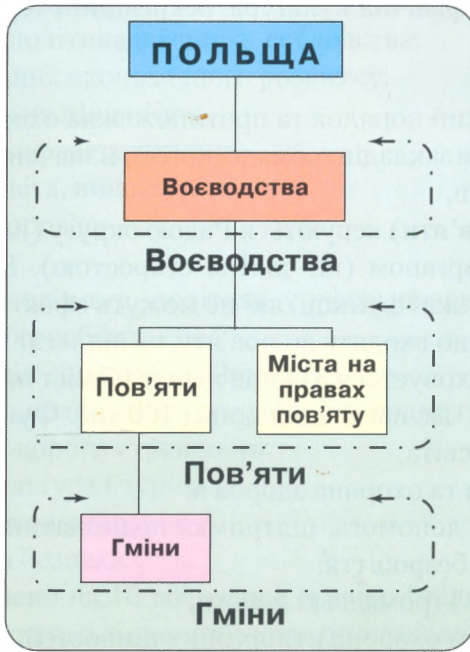 ПОЛЬЩА
Воєводства
Воєводства
Пов'яти
Міста на
правах
пов'яту
Пов'яти
Гміни
Гміни